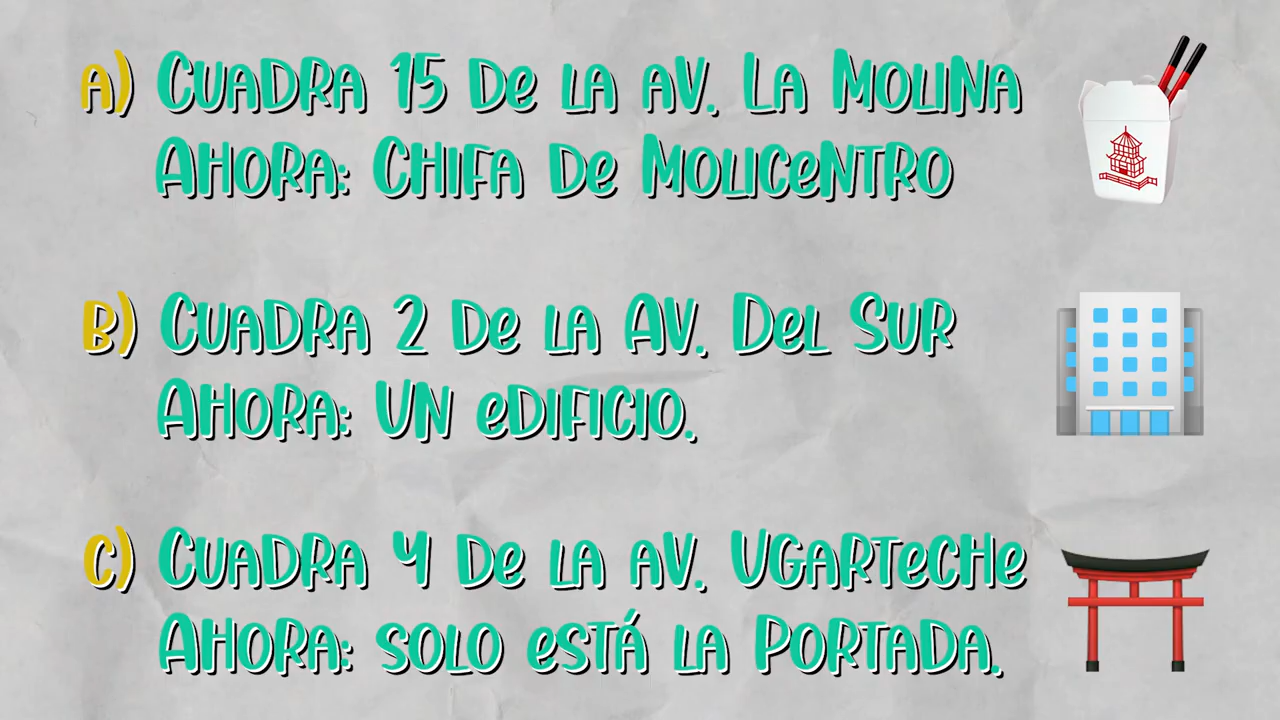 A) Cuadra 15 de la av. La Molina
Ahora: Chifa de Molicentro
B) Cuadra 2 de la Av. Del Sur
Ahora: un edificio.
C) Cuadra 4 de la av. Ugarteche
Ahora: solo está la portada.